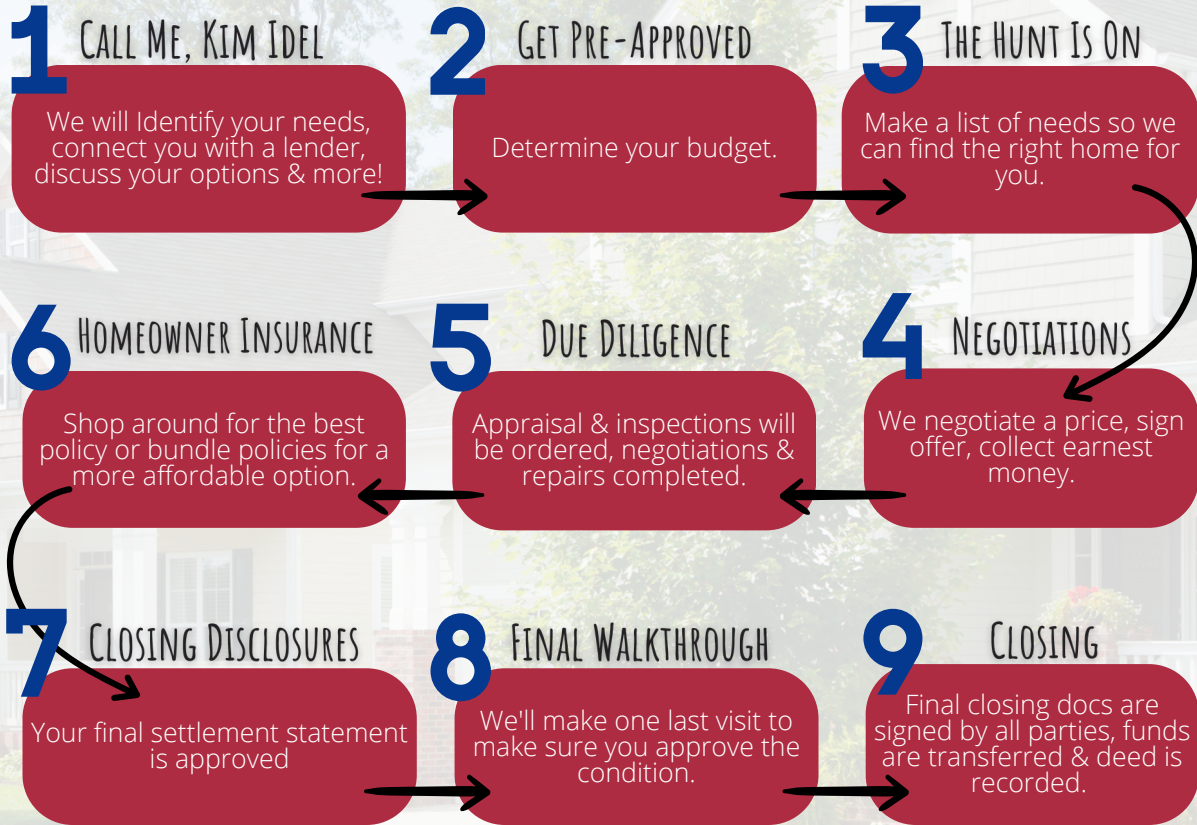 1
CALL ME, KIM IDEL
We will Identify your needs,
connect you with a lender,
discuss your options & more!
2
GET PRE-APPROVED
Determine your budget.
3
THE HUNT IS ON
Make a list of needs so we
can find the right home for
you.
4
NEGOTIATIONS
We negotiate a price, sign
offer, collect earnest
money.
5
DUE DILIGENCE
Appraisal & inspections will
be ordered, negotiations &
repairs completed.
6
HOMEOWNER INSURANCE
Shop around for the best
policy or bundle policies for a
more affordable option.
7
CLOSING DISCLOSURES
Your final settlement statement
is approved
8
FINAL WALKTHROUGH
We'll make one last visit to
make sure you approve the
condition.
9
CLOSING
Final closing docs are
signed by all parties, funds
are transferred & deed is
recorded.